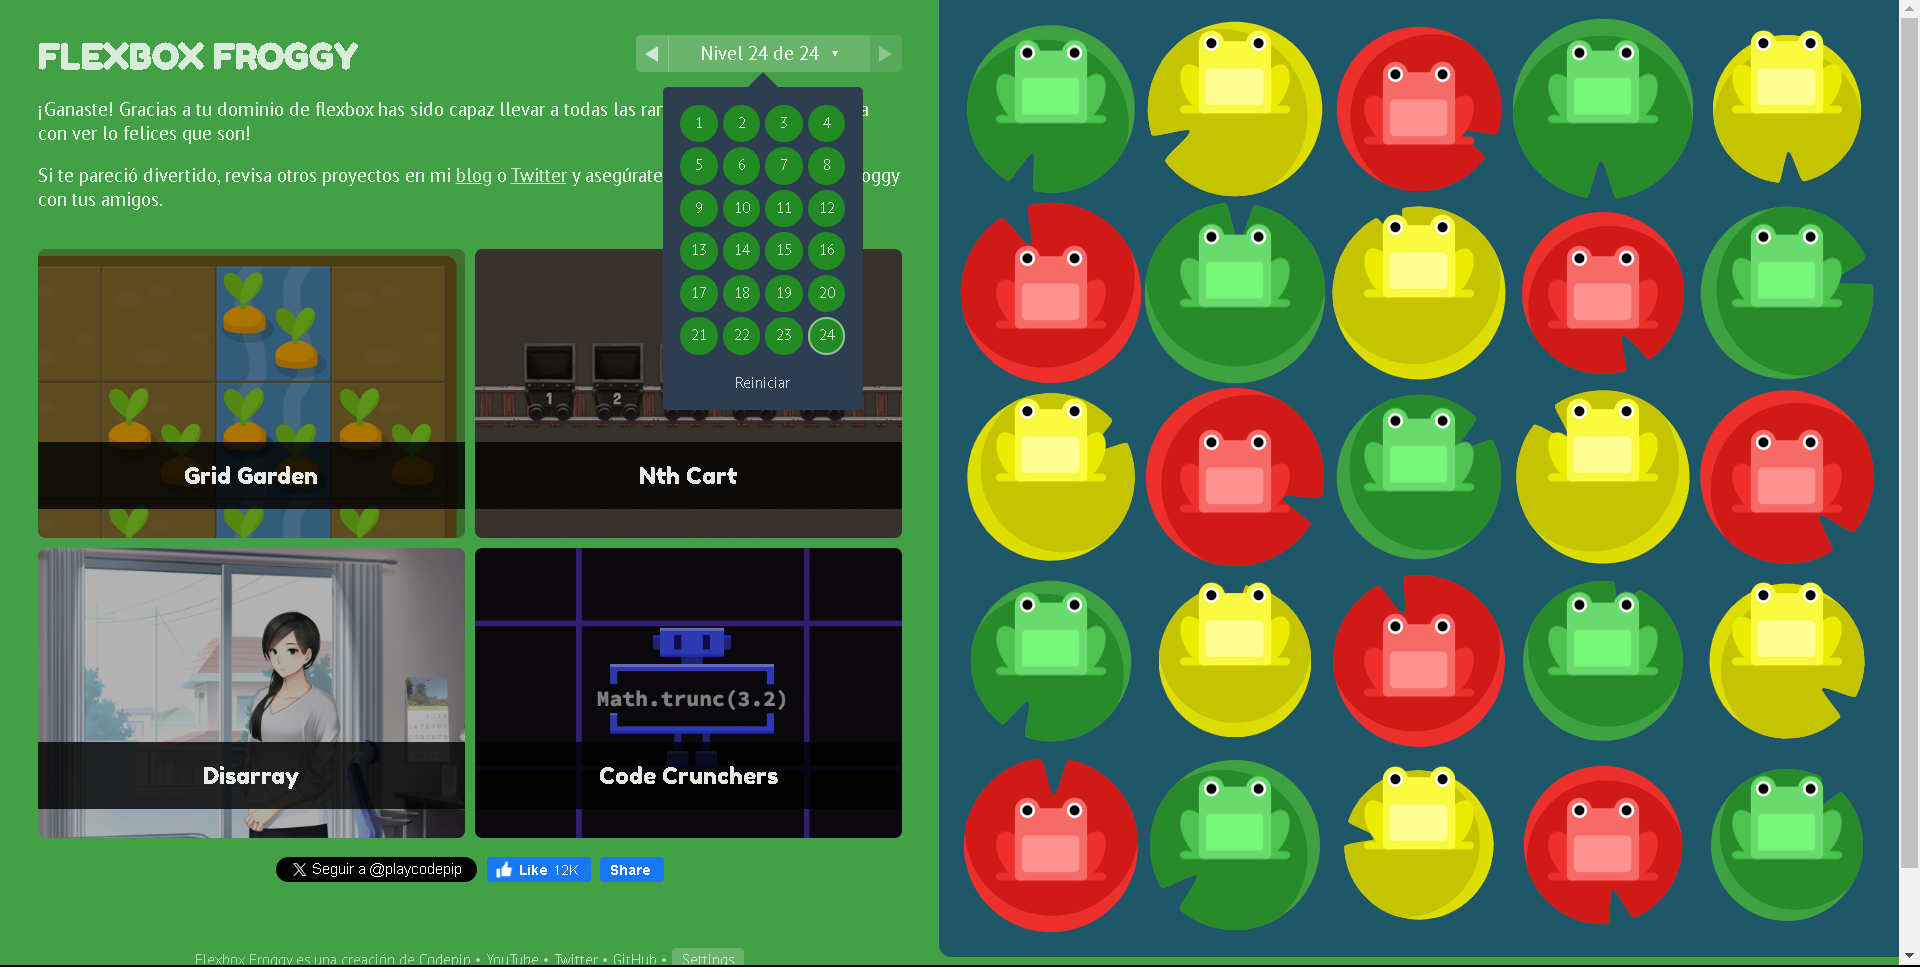 FLEXBOX FROGGY
Nivel 24 de 24
¡Ganaste! Gracias a tu dominio de flexbox has sido capaz llevar a todas las
con ver lo felices que son!
Si te pareció divertido, revisa otros proyectos en mi blog o Twitter y asegúrate
con tus amigos.
1 2 3 4
5 6 7 8
9 10 11 12
13 14 15 16
17 18 19 20
21 22 23 24
Reiniciar
1 2
Grid Garden
Nth Cart
Math.trunc(3.2)
Disarray
Code Crunchers
Seguir a @playcodepip
Like 12K
Share
Flexbox Froggy es una creación de Codepip • YouTube • Twitter • GitHub • Settings